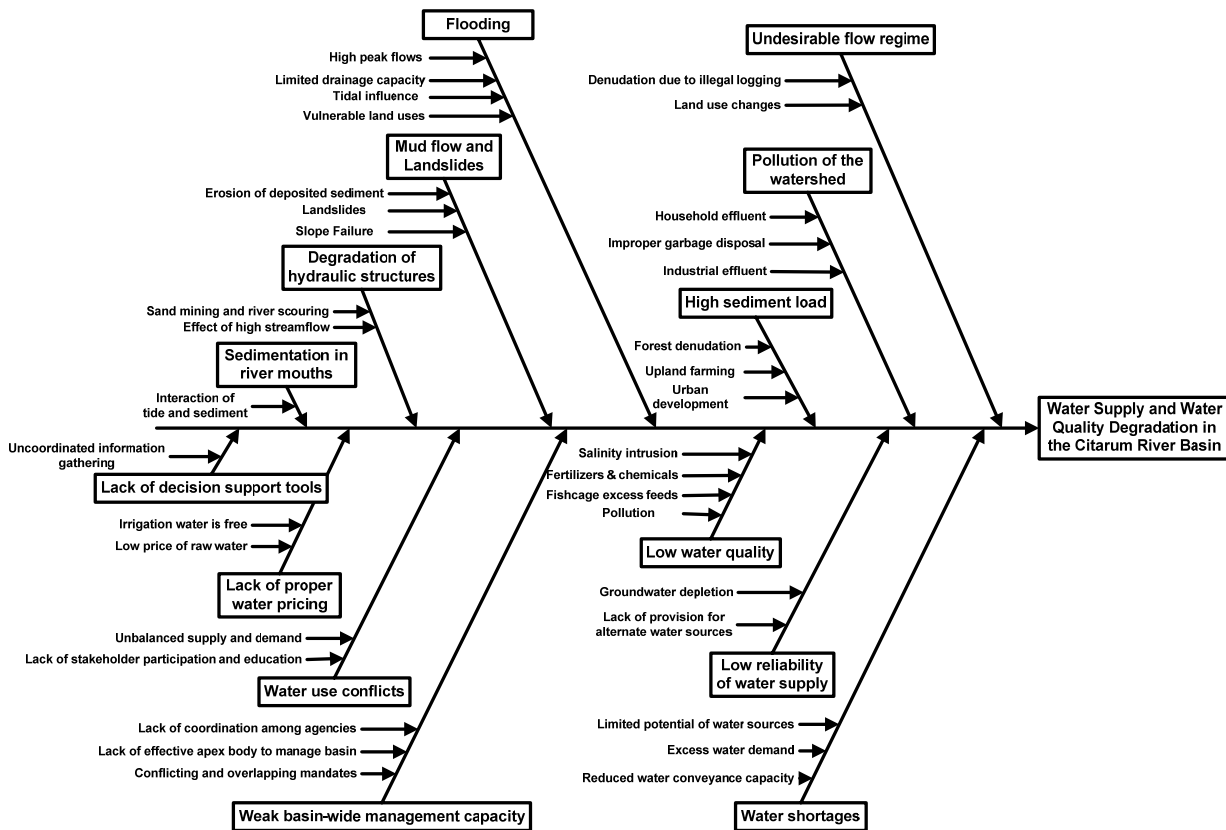 Flooding
High peak flows
Limited drainage capacity
Tidal influence
Vulnerable land uses
Undesirable flow regime
Denudation due to illegal logging
Land use changes
Mud flow and
Landslides
Erosion of deposited sediment
Landslides
Slope Failure
Pollution of the
watershed
Household effluent
Improper garbage disposal
Industrial effluent
Degradation of
hydraulic structures
Sand mining and river scouring
Effect of high streamflow
High sediment load
Forest denudation
Upland farming
Urban
development
Sedimentation in
river mouths
Interaction of
tide and sediment
Water Supply and Water
Quality Degradation in
the Citarum River Basin
Uncoordinated information
gathering
Lack of decision support tools
Irrigation water is free
Low price of raw water
Lack of proper
water pricing
Unbalanced supply and demand
Lack of stakeholder participation and education
Water use conflicts
Lack of coordination among agencies
Lack of effective apex body to manage basin
Conflicting and overlapping mandates
Weak basin-wide management capacity
Salinity intrusion
Fertilizers & chemicals
Fishcage excess feeds
Pollution
Low water quality
Groundwater depletion
Lack of provision for
alternate water sources
Low reliability
of water supply
Limited potential of water sources
Excess water demand
Reduced water conveyance capacity
Water shortages